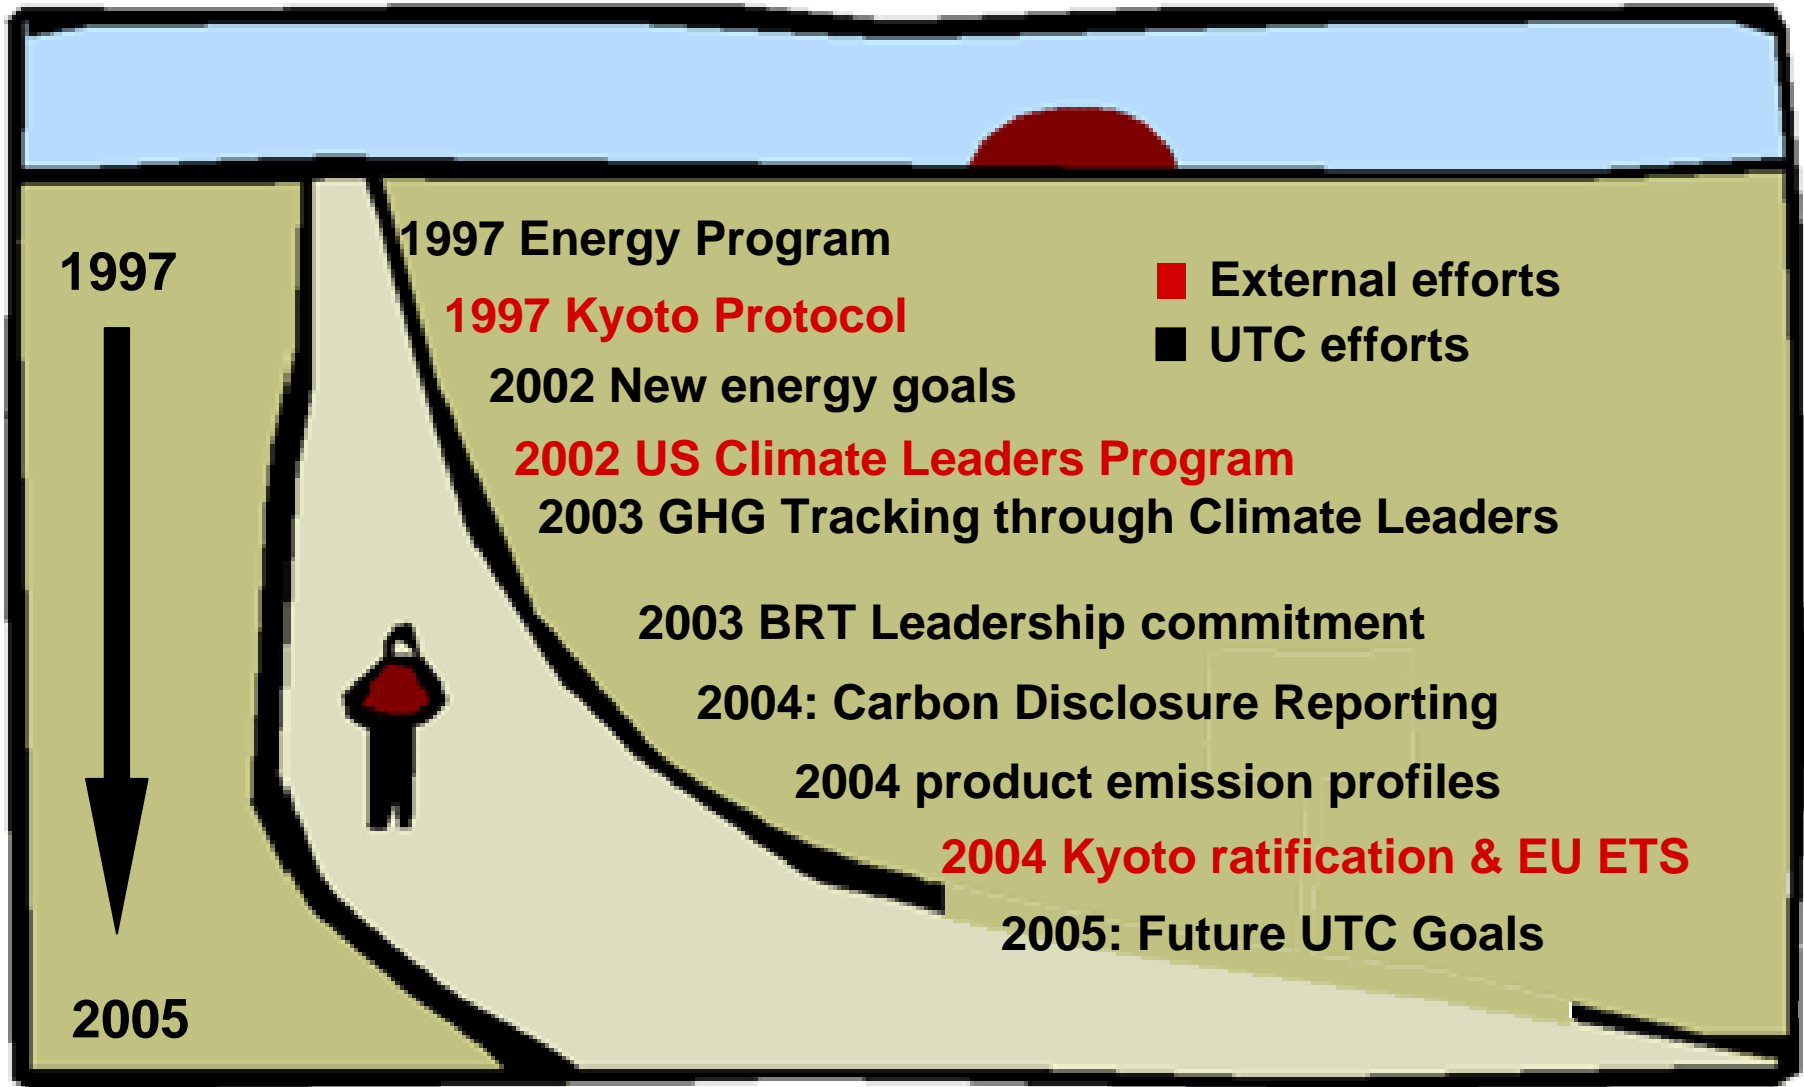 1997 Energy Program
1997
External efforts
1997 Kyoto Protocol
UTC efforts
2002 New energy goals
2002 US Climate Leaders Program
2003 GHG Tracking through Climate Leaders
2003 BRT Leadership commitment
2004: Carbon Disclosure Reporting
2004 product emission profiles
2004 Kyoto ratification & EU ETS
2005: Future UTC Goals
2005